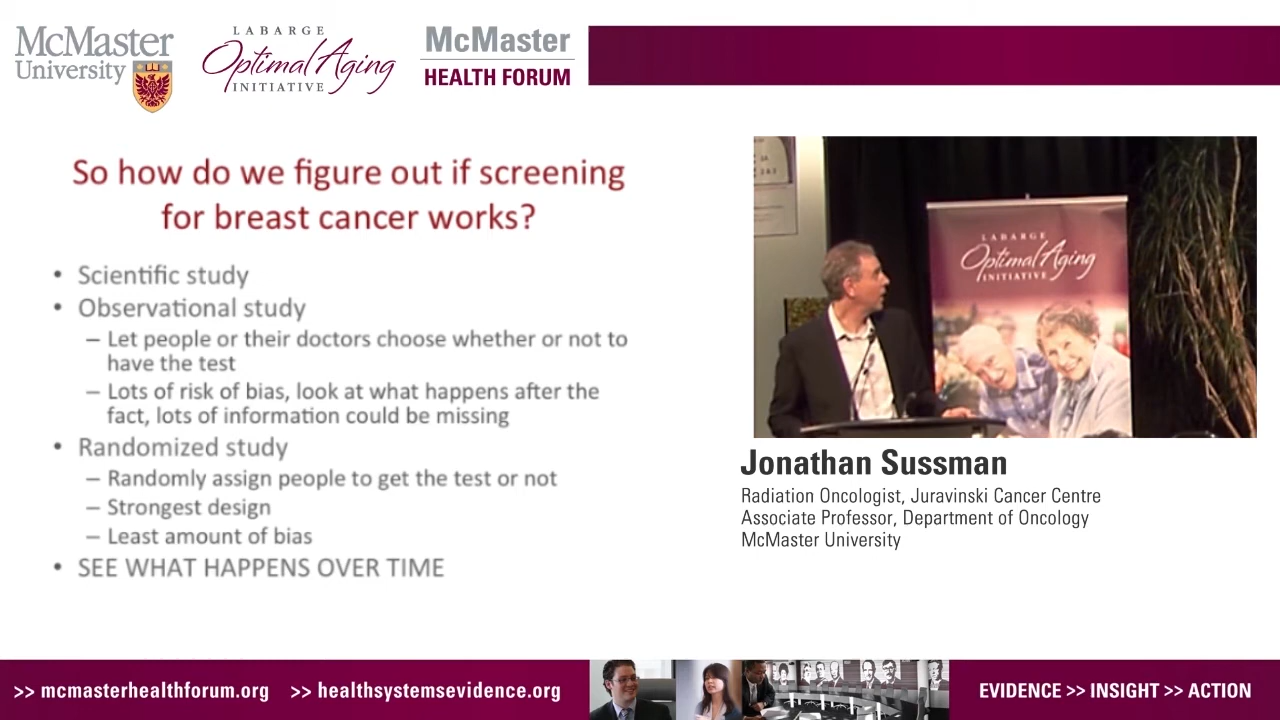 McMaster
University
LABARGE
Optimal Aging
INITIATIVE
McMaster
HEALTH FORUM
So how do we figure out if screening
for breast cancer works?
• Scientific study
• Observational study
– Let people or their doctors choose whether or not to
have the test
– Lots of risk of bias, look at what happens after the
fact, lots of information could be missing
• Randomized study
– Randomly assign people to get the test or not
– Strongest design
– Least amount of bias
• SEE WHAT HAPPENS OVER TIME
LABARGE
Optimal Aging
INITIATIVE
Jonathan Sussman
Radiation Oncologist, Juravinski Cancer Centre
Associate Professor, Department of Oncology
McMaster University
>> mcmasterhealthforum.org >> healthsystemsevidence.org
EVIDENCE >> INSIGHT >> ACTION